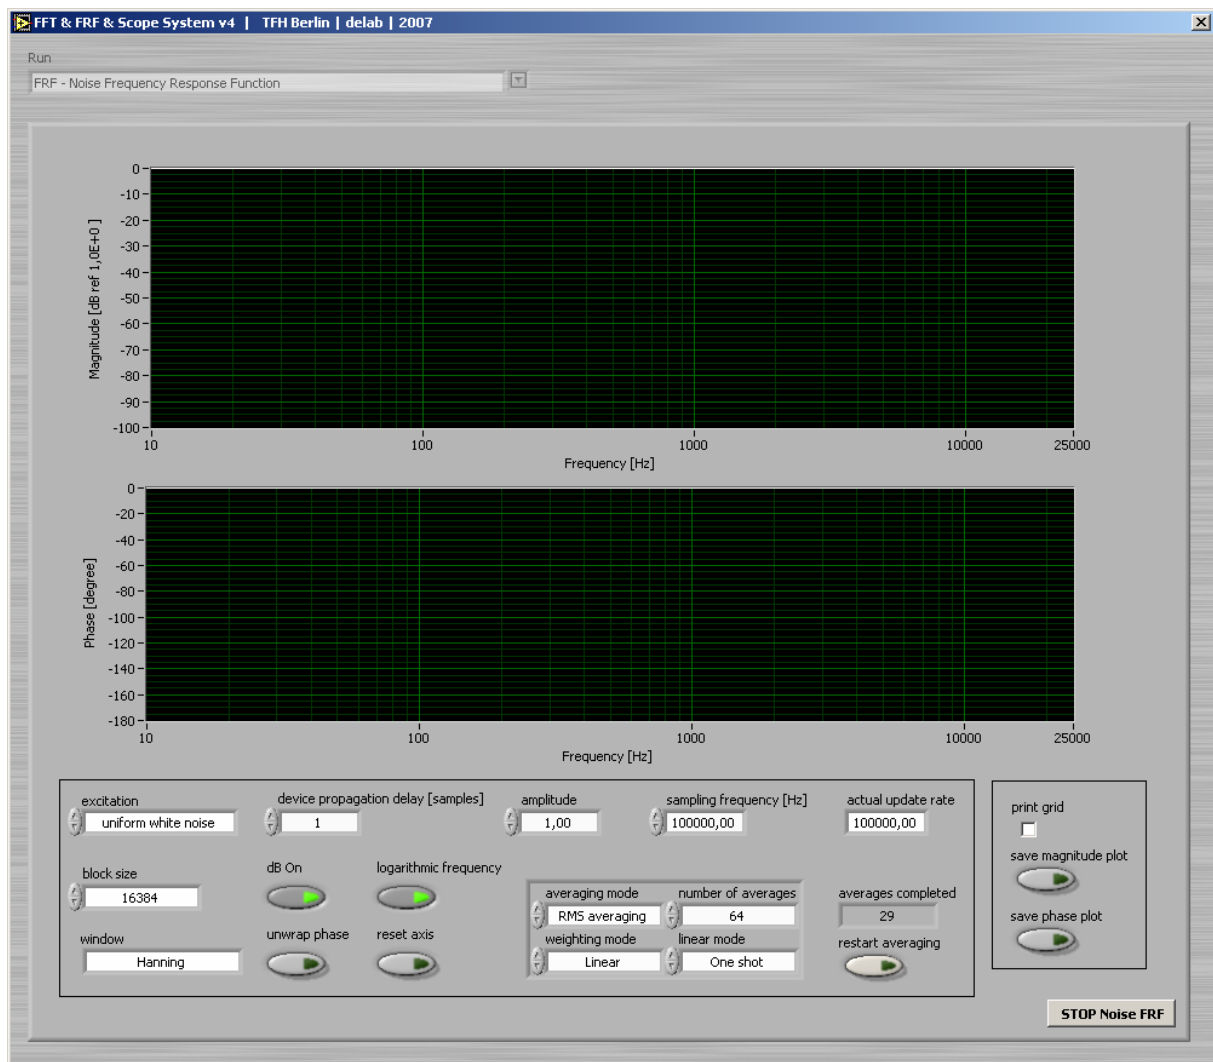 FFT & FRF & Scope System v4 | TFH Berlin | delab | 2007
Run
FRF - Noise Frequency Response Function
0
-10
-20
-30
-40
-50
-60
-70
-80
-90
-100
Magnitude [dB ref 1,0E+0 ]
10 100 1000 10000 25000
Frequency [Hz]
0
-20
-40
-60
-80
-100
-120
-140
-160
-180
Phase [degree]
10 100 1000 10000 25000
Frequency [Hz]
excitation device propagation delay [samples] amplitude sampling frequency [Hz] actual update rate
uniform white noise 1 1,00 100000,00 100000,00
block size dB On logarithmic frequency
16384
averaging mode number of averages averages completed
RMS averaging 64 29
window unwrap phase reset axis weighting mode linear mode restart averaging
Hanning Linear One shot
print grid
save magnitude plot
save phase plot
STOP Noise FRF